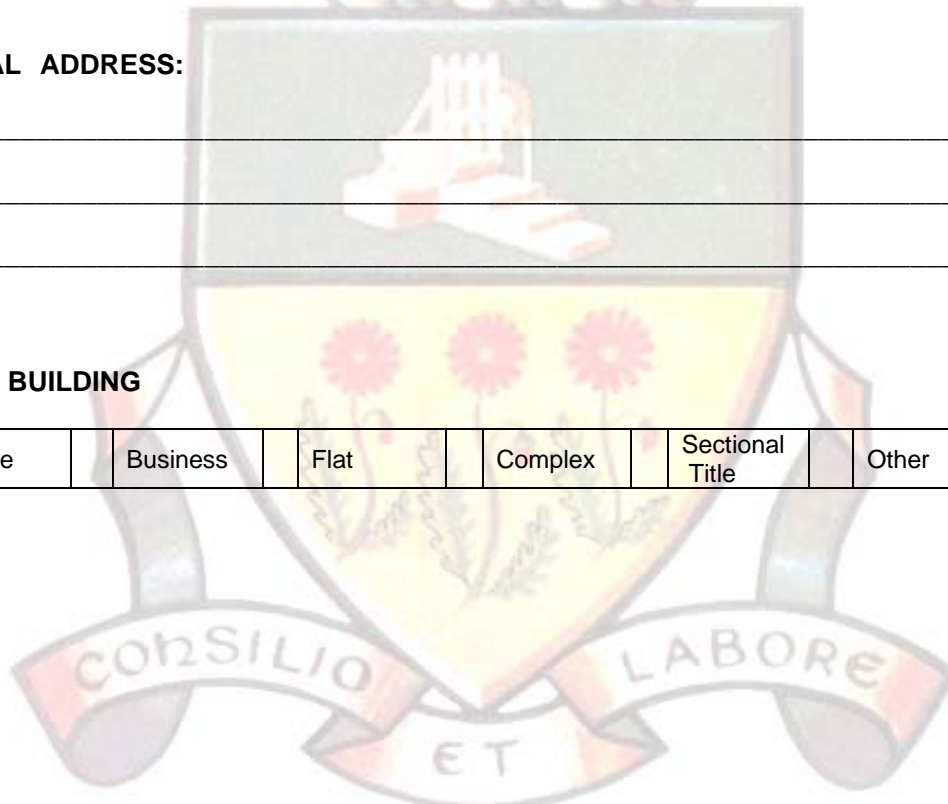 AL ADDRESS:
BUILDING
e Business Flat Complex Sectional Title Other
CONSILIO ET LABORE